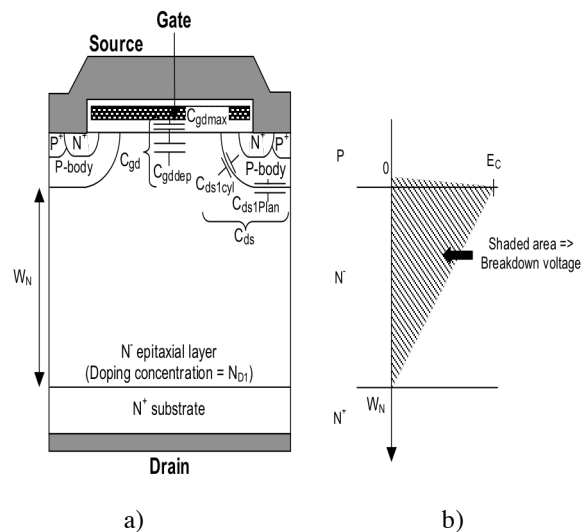 Gate
Source
Cgdmax
P+
N+
N+
P+
P-body
Cgd
Cgddep
P-body
Cds1cyl
Cds1Plan
Cds
WN
N- epitaxial layer
(Doping concentration = ND1)
N+ substrate
Drain
a)
P
0
EC
N-
Shaded area =>
Breakdown voltage
WN
N+
b)